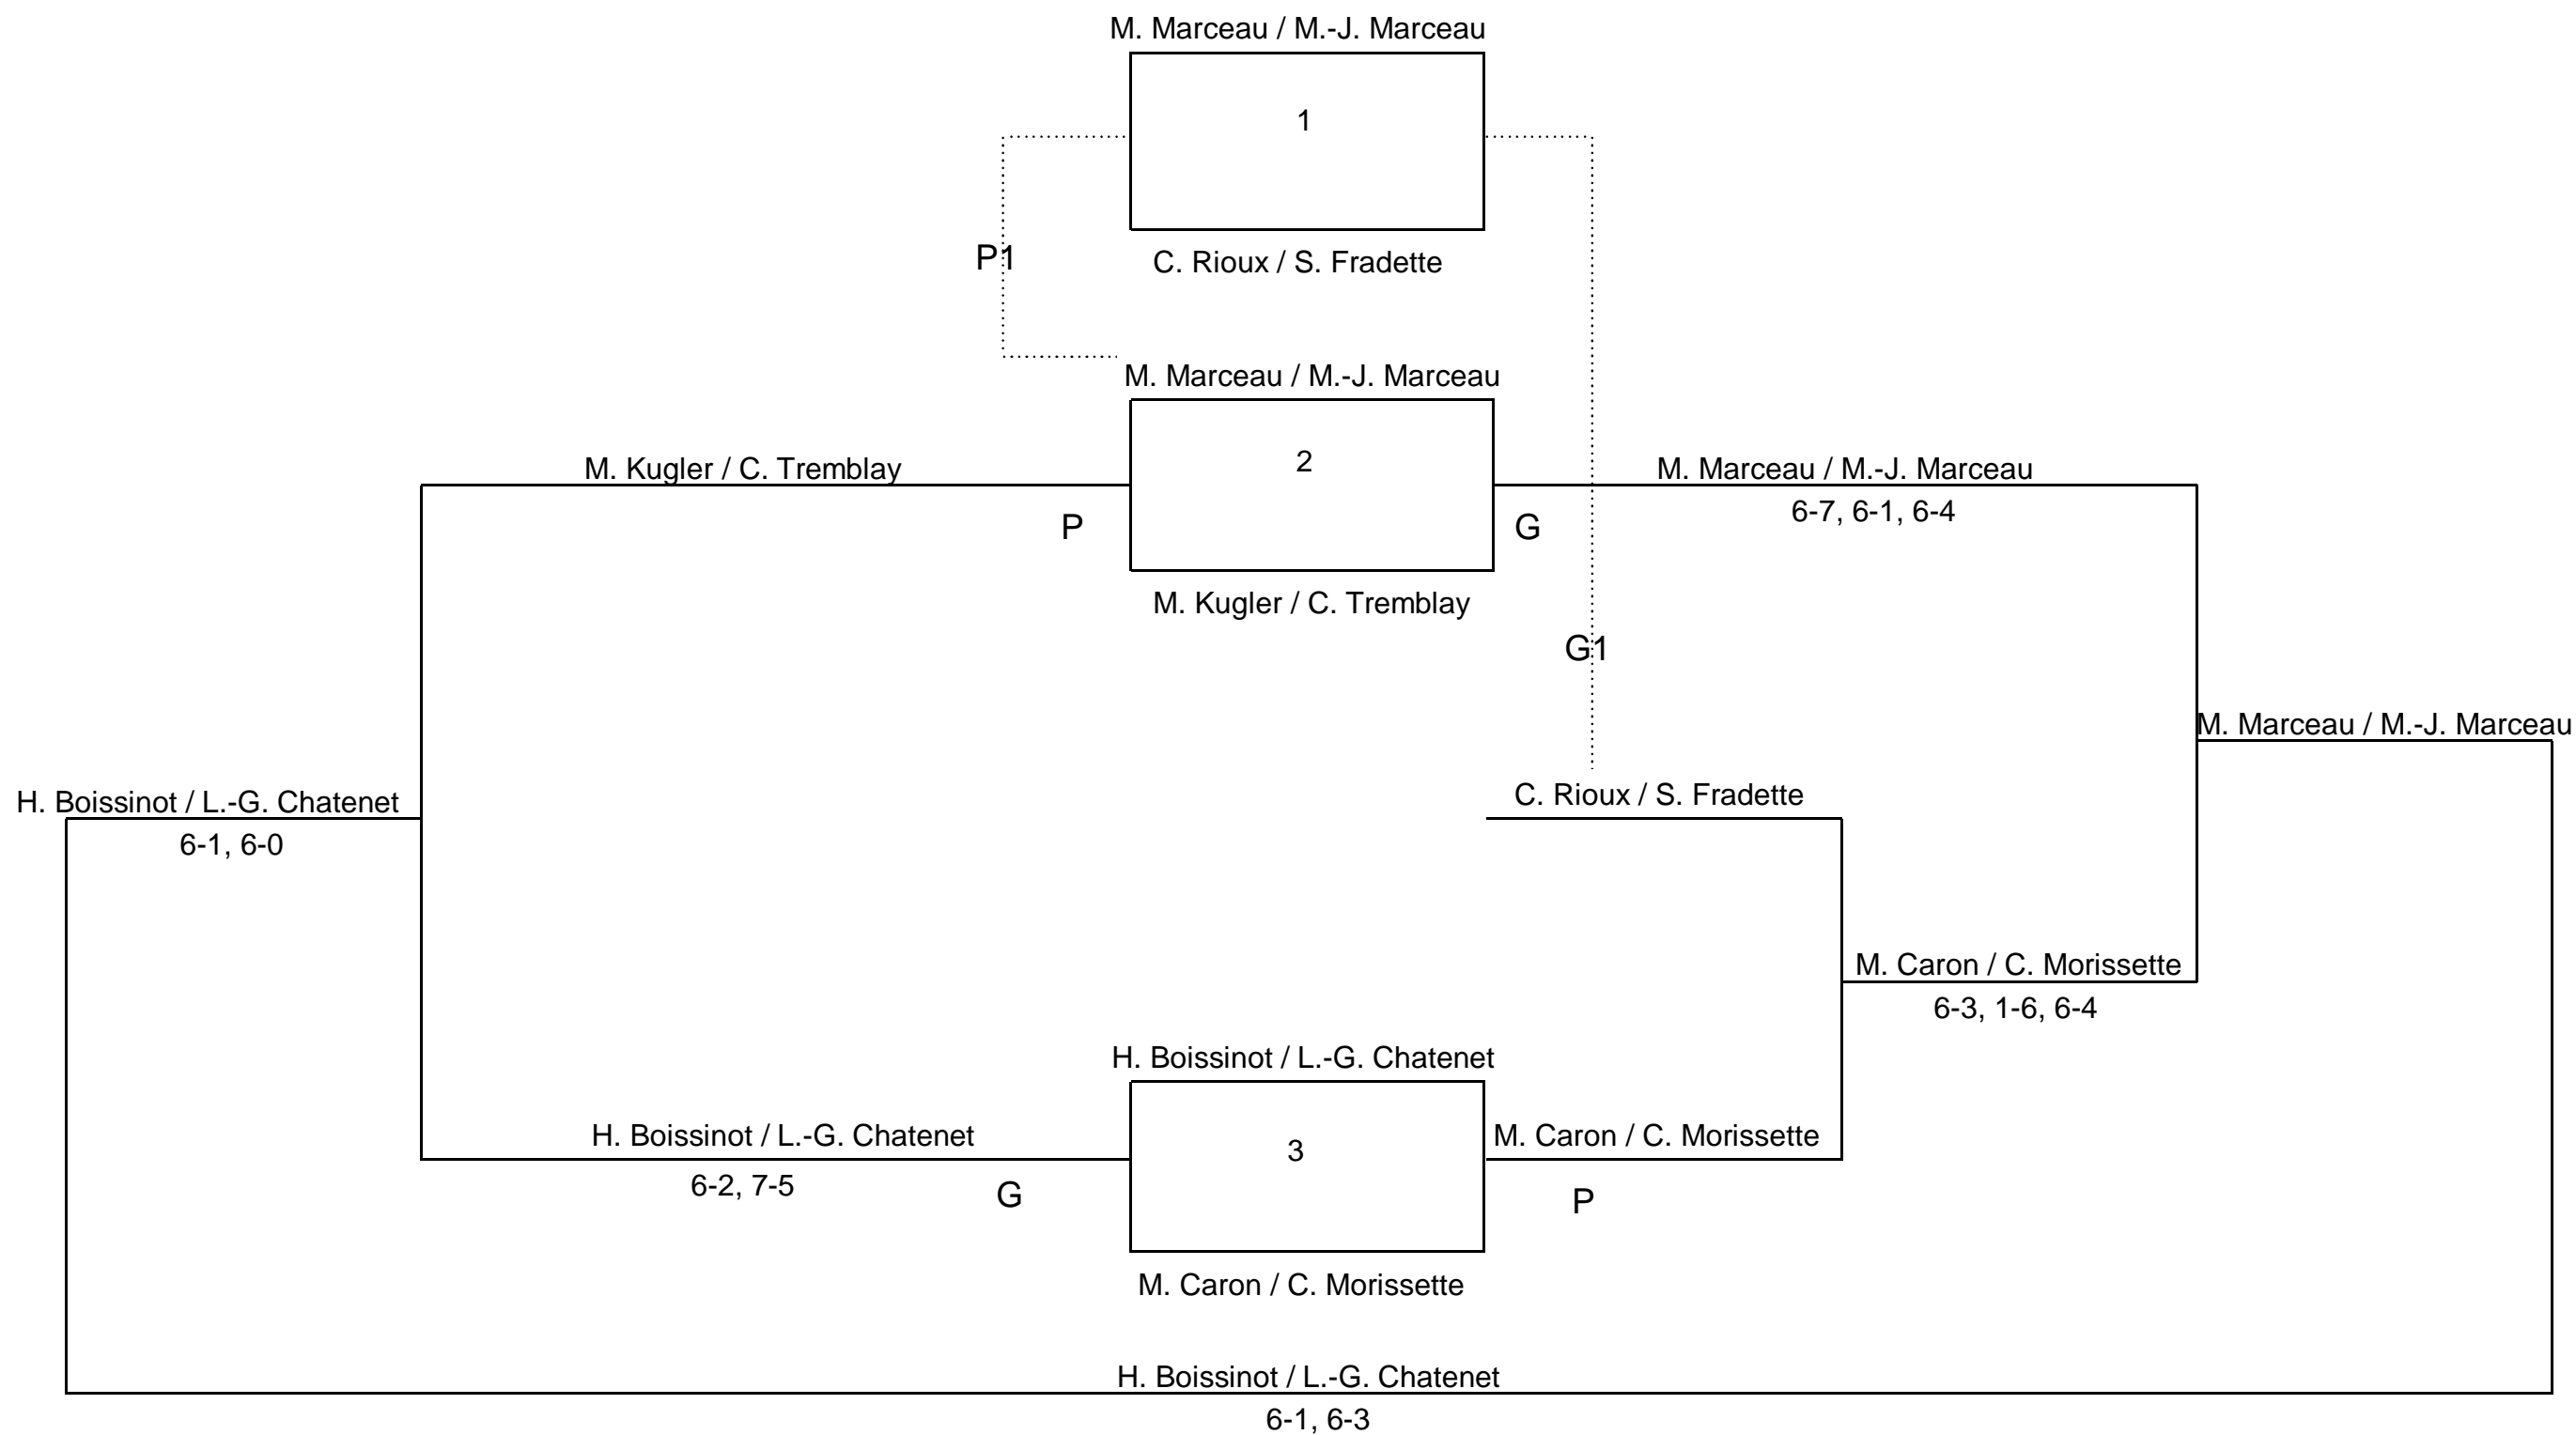 M. Marceau / M.-J. Marceau
1
P1
C. Rioux / S. Fradette
M. Marceau / M.-J. Marceau
2
M. Kugler / C. Tremblay
M. Marceau / M.-J. Marceau
6-7, 6-1, 6-4
P
G
M. Kugler / C. Tremblay
G1
M. Marceau / M.-J. Marceau
C. Rioux / S. Fradette
H. Boissinot / L.-G. Chatenet
6-1, 6-0
M. Caron / C. Morissette
6-3, 1-6, 6-4
H. Boissinot / L.-G. Chatenet
H. Boissinot / L.-G. Chatenet
3
M. Caron / C. Morissette
6-2, 7-5
G
P
M. Caron / C. Morissette
H. Boissinot / L.-G. Chatenet
6-1, 6-3